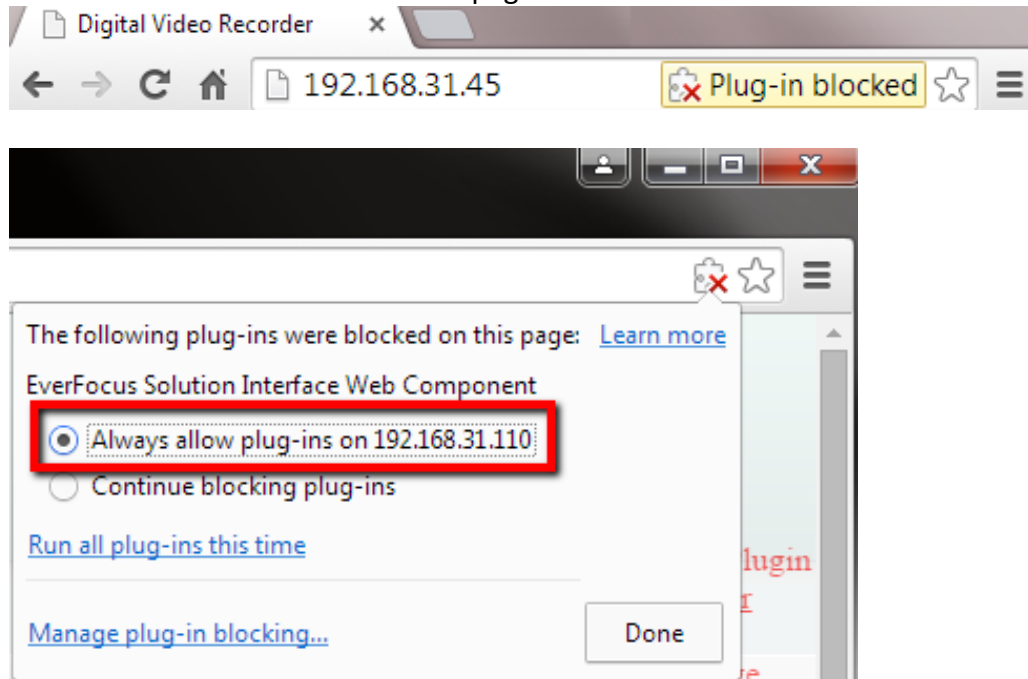 Digital Video Recorder
192.168.31.45 Plug-in blocked
The following plug-ins were blocked on this page: Learn more
EverFocus Solution Interface Web Component
Always allow plug-ins on 192.168.31.110
Continue blocking plug-ins
Run all plug-ins this time
lugin
r
Manage plug-in blocking... Done